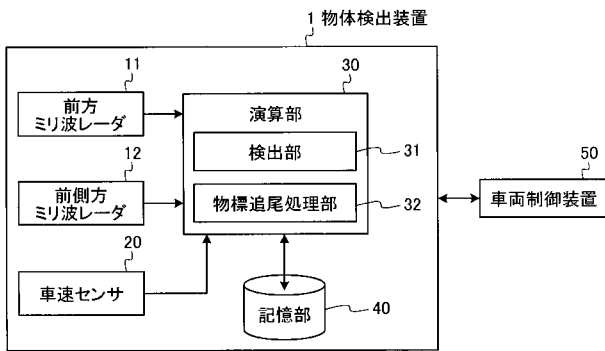 1 物体検出装置
11
前方
ミリ波レーダ
12
前側方
ミリ波レーダ
20
車速センサ
30
演算部
検出部
31
物標追尾処理部
32
記憶部
40
50
車両制御装置